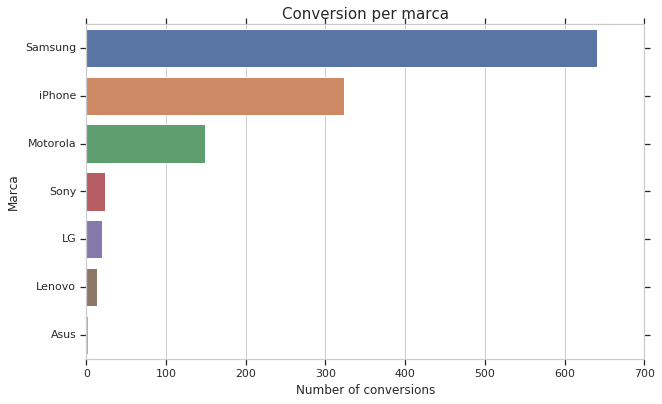 Conversion per marca
Samsung
iPhone
Motorola
Sony
LG
Lenovo
Asus
Marca
0 100 200 300 400 500 600 700
Number of conversions